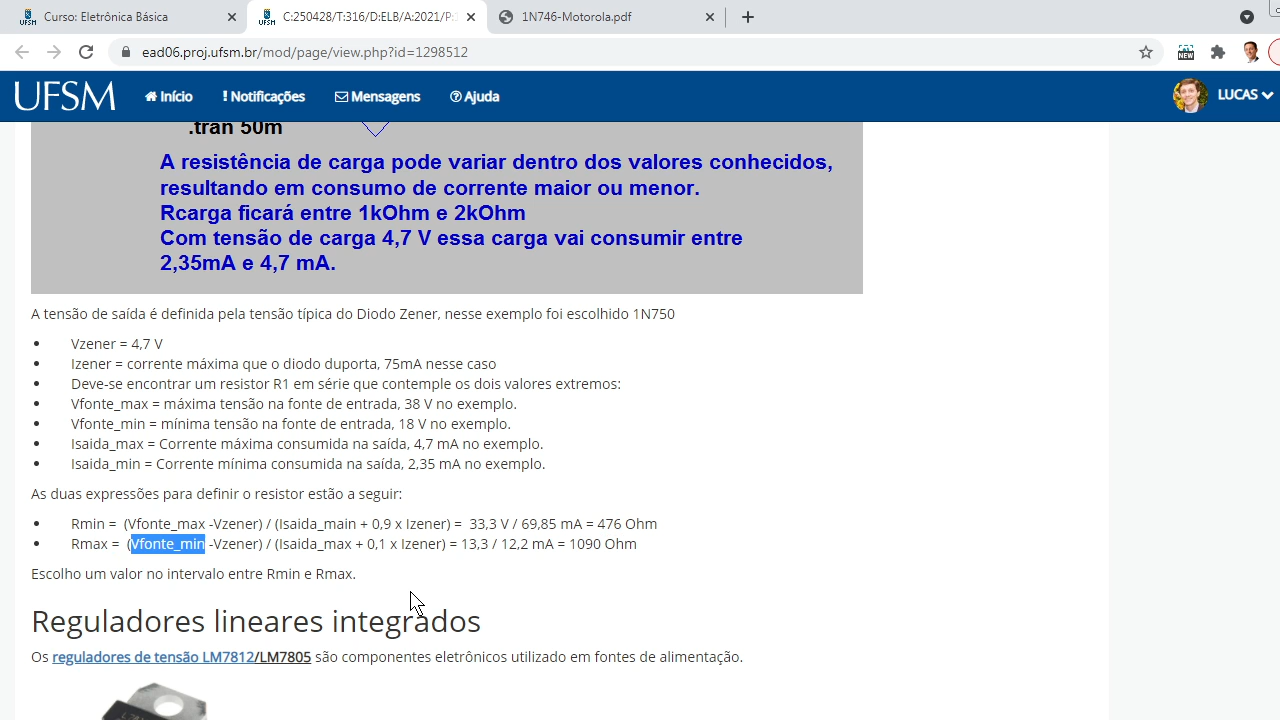 Curso: Eletrônica Básica
C:250428/T:316/D:ELB/A:2021/P
1N746-Motorola.pdf
ead06.proj.ufsm.br/mod/page/view.php?id=1298512
NEW
UFSM
Início
Notificações
Mensagens
Ajuda
LUCAS
.tran 50m
A resistência de carga pode variar dentro dos valores conhecidos,
resultando em consumo de corrente maior ou menor.
Rcarga ficará entre 1kOhm e 2kOhm
Com tensão de carga 4,7 V essa carga vai consumir entre
2,35mA e 4,7 mA.
A tensão de saída é definida pela tensão típica do Diodo Zener, nesse exemplo foi escolhido 1N750
• Vzener = 4,7 V
• Izener = corrente máxima que o diodo duporta, 75mA nesse caso
• Deve-se encontrar um resistor R1 em série que contemple os dois valores extremos:
• Vfonte_max = máxima tensão na fonte de entrada, 38 V no exemplo.
• Vfonte_min = mínima tensão na fonte de entrada, 18 V no exemplo.
• Isaida_max = Corrente máxima consumida na saída, 4,7 mA no exemplo.
• Isaida_min = Corrente mínima consumida na saída, 2,35 mA no exemplo.
As duas expressões para definir o resistor estão a seguir:
• Rmin = (Vfonte_max -Vzener) / (Isaida_main + 0,9 x Izener) = 33,3 V / 69,85 mA = 476 Ohm
• Rmax = (Vfonte_min -Vzener) / (Isaida_max + 0,1 x Izener) = 13,3 / 12,2 mA = 1090 Ohm
Escolho um valor no intervalo entre Rmin e Rmax.
Reguladores lineares integrados
Os reguladores de tensão LM7812/LM7805 são componentes eletrônicos utilizado em fontes de alimentação.